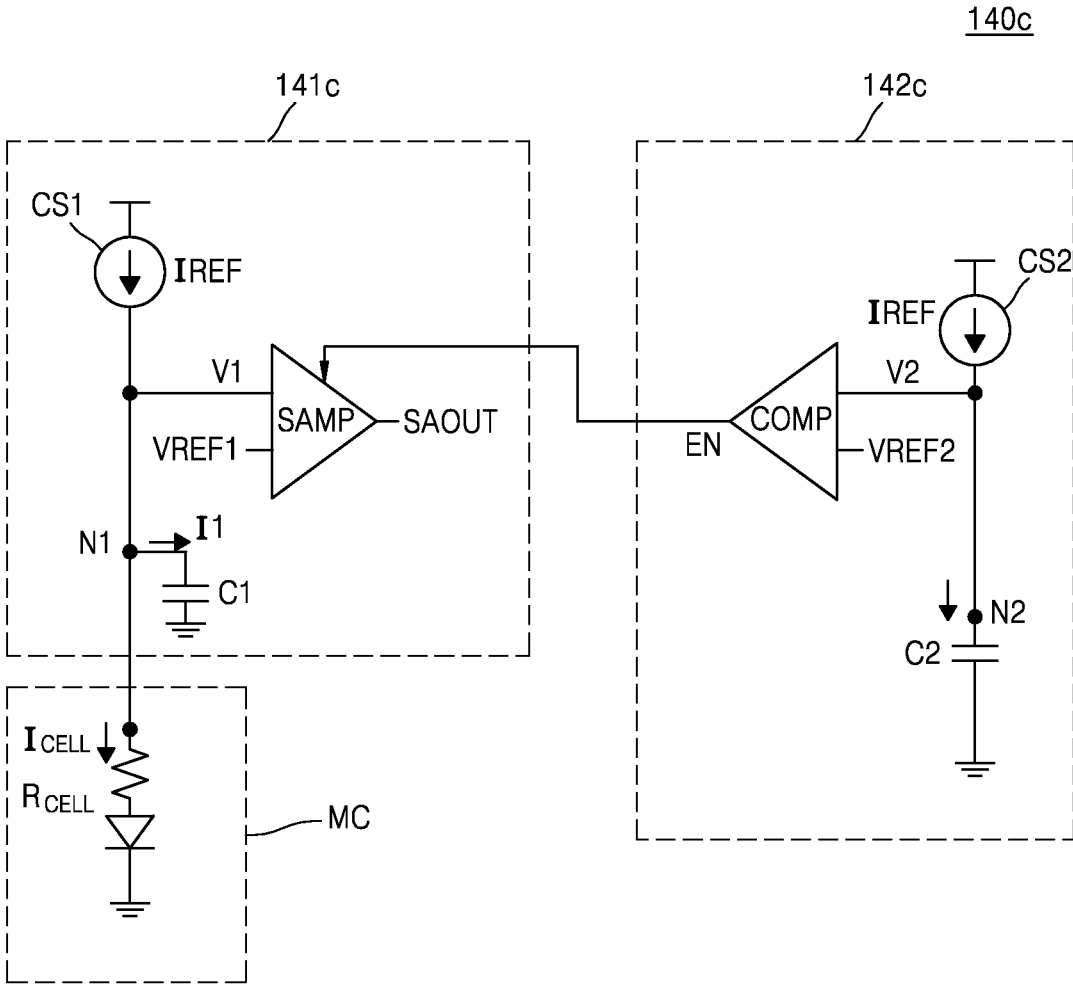 140c
141c
142c
CS1
IREF
CS2
IREF
V1
V2
SAMP
SAOUT
COMP
VREF1
EN
VREF2
I1
N1
C1
N2
C2
ICELL
RCELL
MC